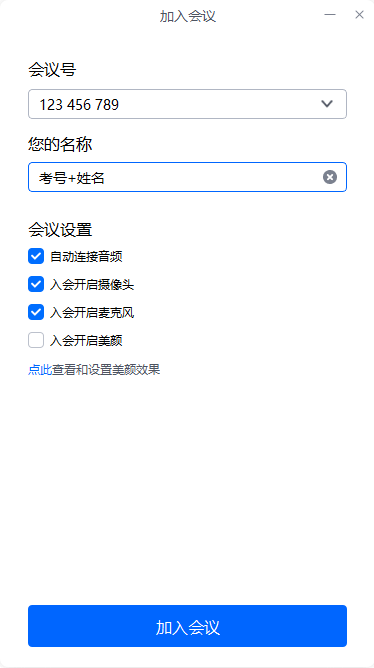 加入会议
会议号
123 456 789
您的名称
考号+姓名
会议设置
自动连接音频
入会开启摄像头
入会开启麦克风
入会开启美颜
点此查看和设置美颜效果
加入会议